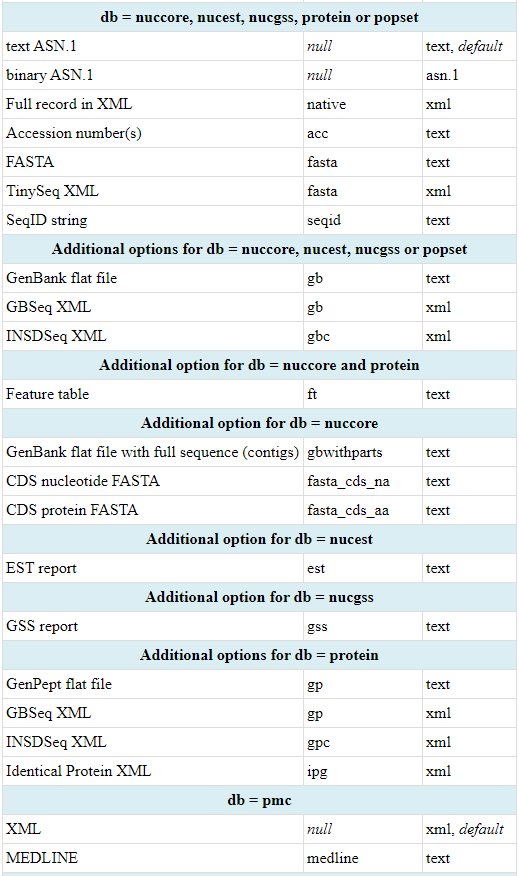 db = nuccore, nucest, nucgss, protein or popset
text ASN.1 null text, default
binary ASN.1 null asn.1
Full record in XML native xml
Accession number(s) acc text
FASTA fasta text
TinySeq XML fasta xml
SeqID string seqid text
Additional options for db = nuccore, nucest, nucgss or popset
GenBank flat file gb text
GBSeq XML gb xml
INSDSeq XML gbc xml
Additional option for db = nuccore and protein
Feature table ft text
Additional option for db = nuccore
GenBank flat file with full sequence (contigs) gbwithparts text
CDS nucleotide FASTA fasta_cds_na text
CDS protein FASTA fasta_cds_aa text
Additional option for db = nucest
EST report est text
Additional option for db = nucgss
GSS report gss text
Additional options for db = protein
GenPept flat file gp text
GBSeq XML gp xml
INSDSeq XML gpc xml
Identical Protein XML ipg xml
db = pmc
XML null xml, default
MEDLINE medline text